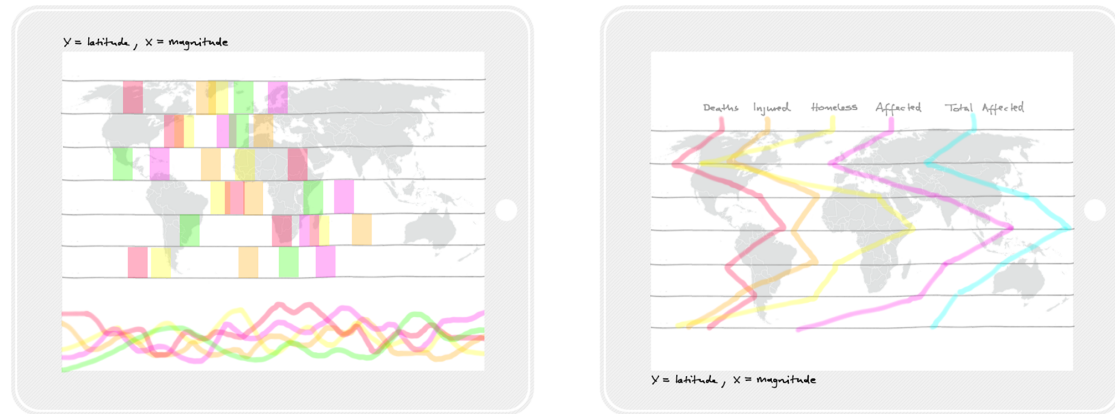 Y = latitude, X = magnitude
Deaths Injured Homeless Affected Total Affected
Y = latitude, X = magnitude